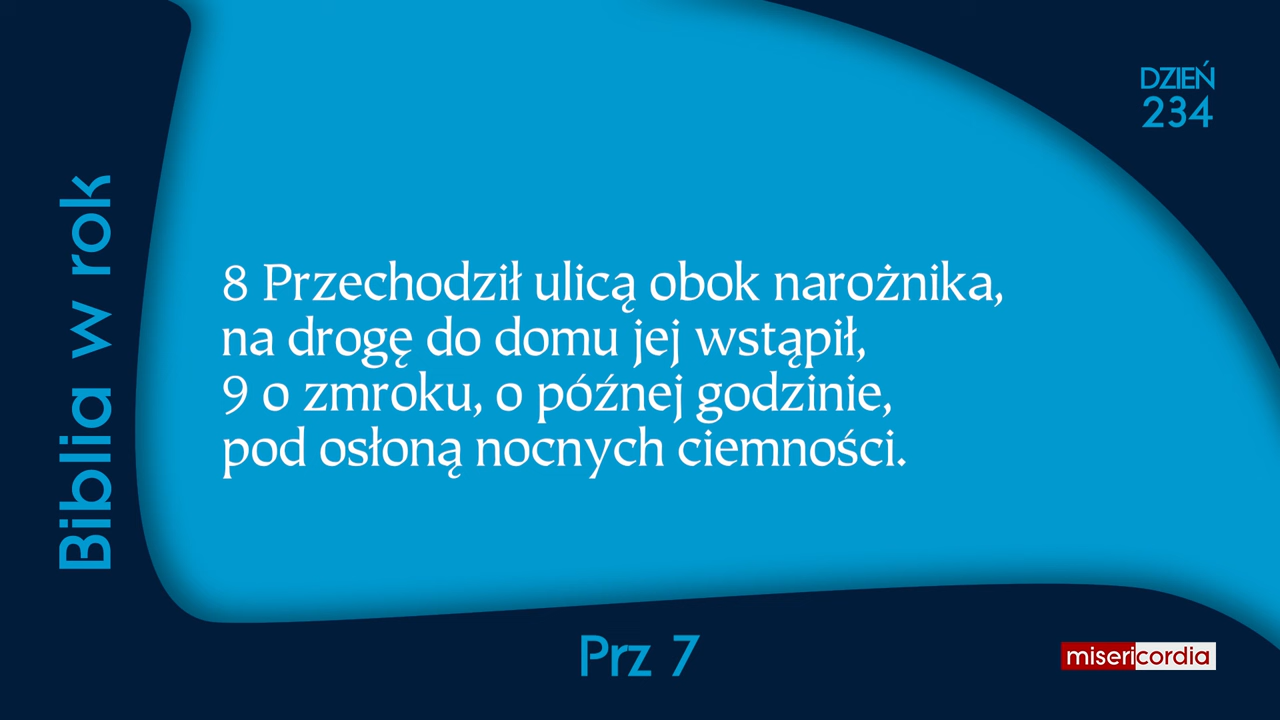 DZIEŃ
234
Biblia w rok
8 Przechodził ulicą obok narożnika,
na drogę do domu jej wstąpił,
9 o zmroku, o późnej godzinie,
pod osłoną nocnych ciemności.
Prz 7
misericordia